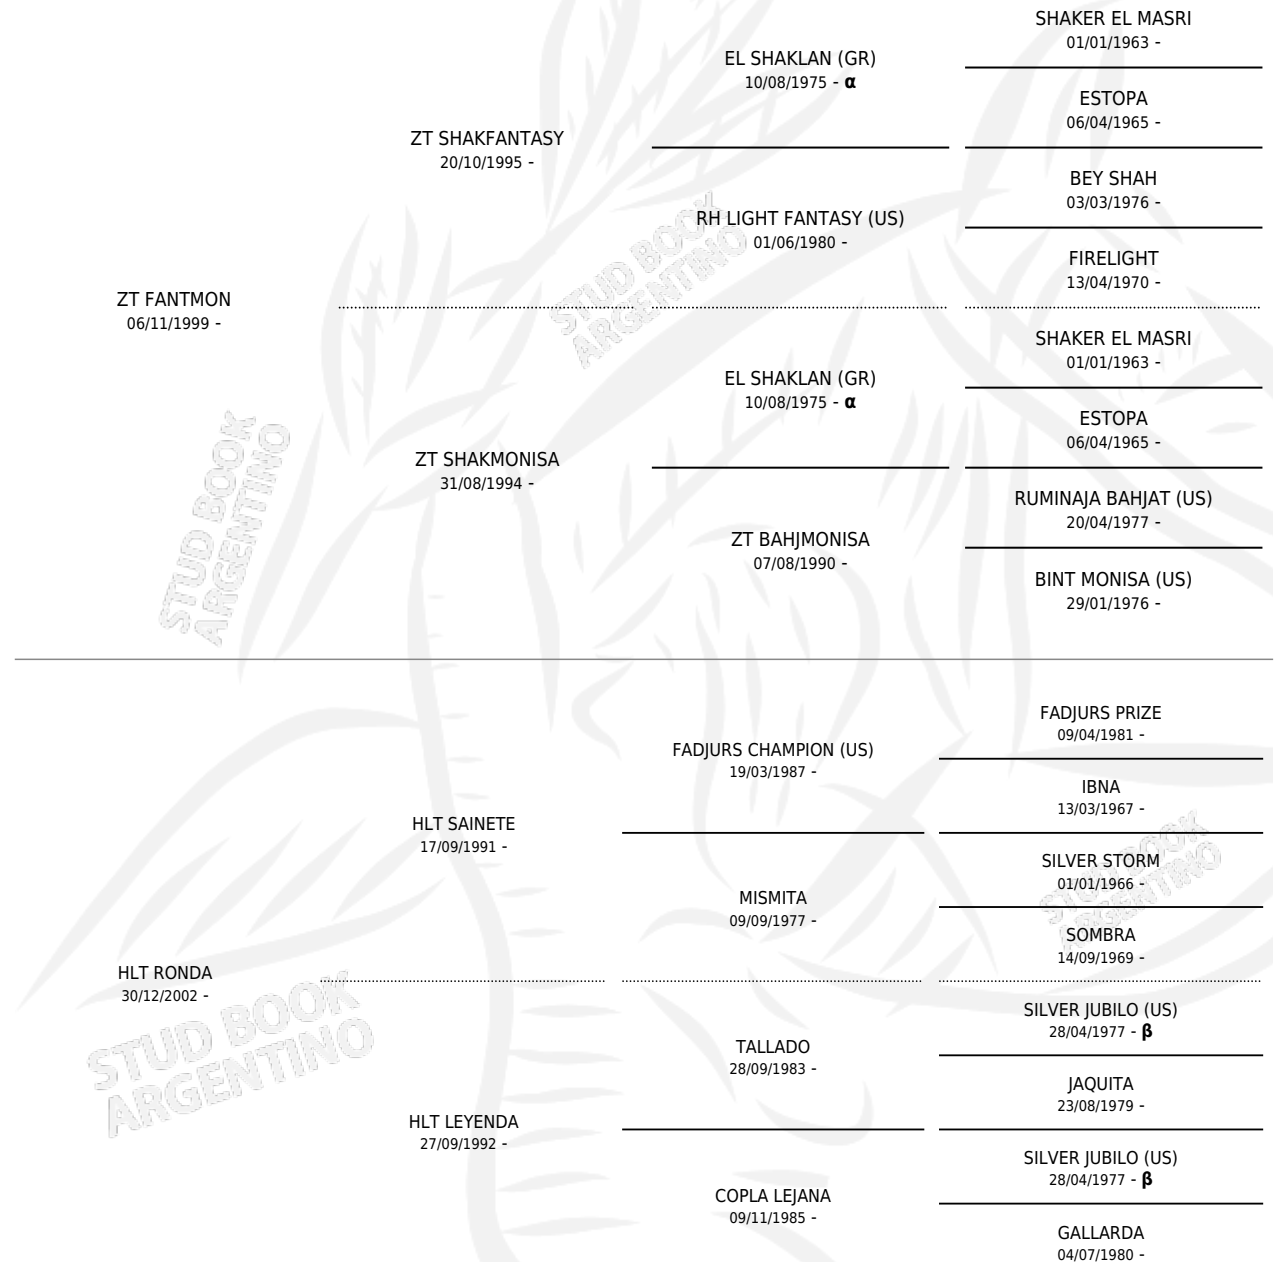 SHAKER EL MASRI
01/01/1963 -
EL SHAKLAN (GR)
10/08/1975 - α
ESTOPA
06/04/1965 -
ZT SHAKFANTASY
20/10/1995 -
BEY SHAH
03/03/1976 -
RH LIGHT FANTASY (US)
01/06/1980 -
FIRELIGHT
13/04/1970 -
ZT FANTMON
06/11/1999 -
SHAKER EL MASRI
01/01/1963 -
EL SHAKLAN (GR)
10/08/1975 - α
ESTOPA
06/04/1965 -
ZT SHAKMONISA
31/08/1994 -
RUMINAJA BAHJAT (US)
20/04/1977 -
ZT BAHJMONISA
07/08/1990 -
BINT MONISA (US)
29/01/1976 -
FADJURS PRIZE
09/04/1981 -
FADJURS CHAMPION (US)
19/03/1987 -
IBNA
13/03/1967 -
HLT SAINETE
17/09/1991 -
SILVER STORM
01/01/1966 -
MISMITA
09/09/1977 -
SOMBRA
14/09/1969 -
HLT RONDA
30/12/2002 -
SILVER JUBILO (US)
28/04/1977 - β
TALLADO
28/09/1983 -
JAQUITA
23/08/1979 -
HLT LEYENDA
27/09/1992 -
SILVER JUBILO (US)
28/04/1977 - β
COPLA LEJANA
09/11/1985 -
GALLARDA
04/07/1980 -
STUD BOOK
ARGENTINO
STUD BOOK
ARGENTINO
STUD BOOK
ARGENTINO
STUD BOOK
ARGENTINO